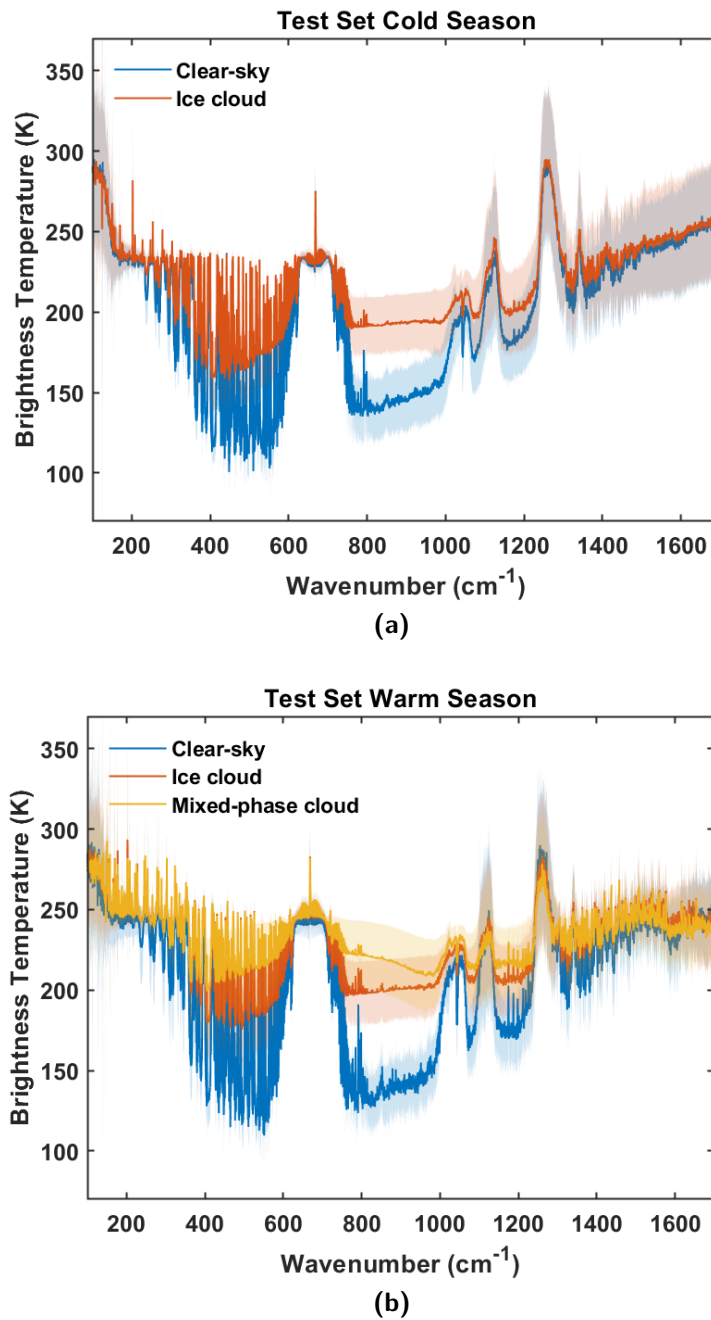 Test Set Cold Season
350
300
250
200
150
100
Brightness Temperature (K)
Clear-sky
Ice cloud
200 400 600 800 1000 1200 1400 1600
Wavenumber (cm⁻¹)
(a)
Test Set Warm Season
350
300
250
200
150
100
Brightness Temperature (K)
Clear-sky
Ice cloud
Mixed-phase cloud
200 400 600 800 1000 1200 1400 1600
Wavenumber (cm⁻¹)
(b)